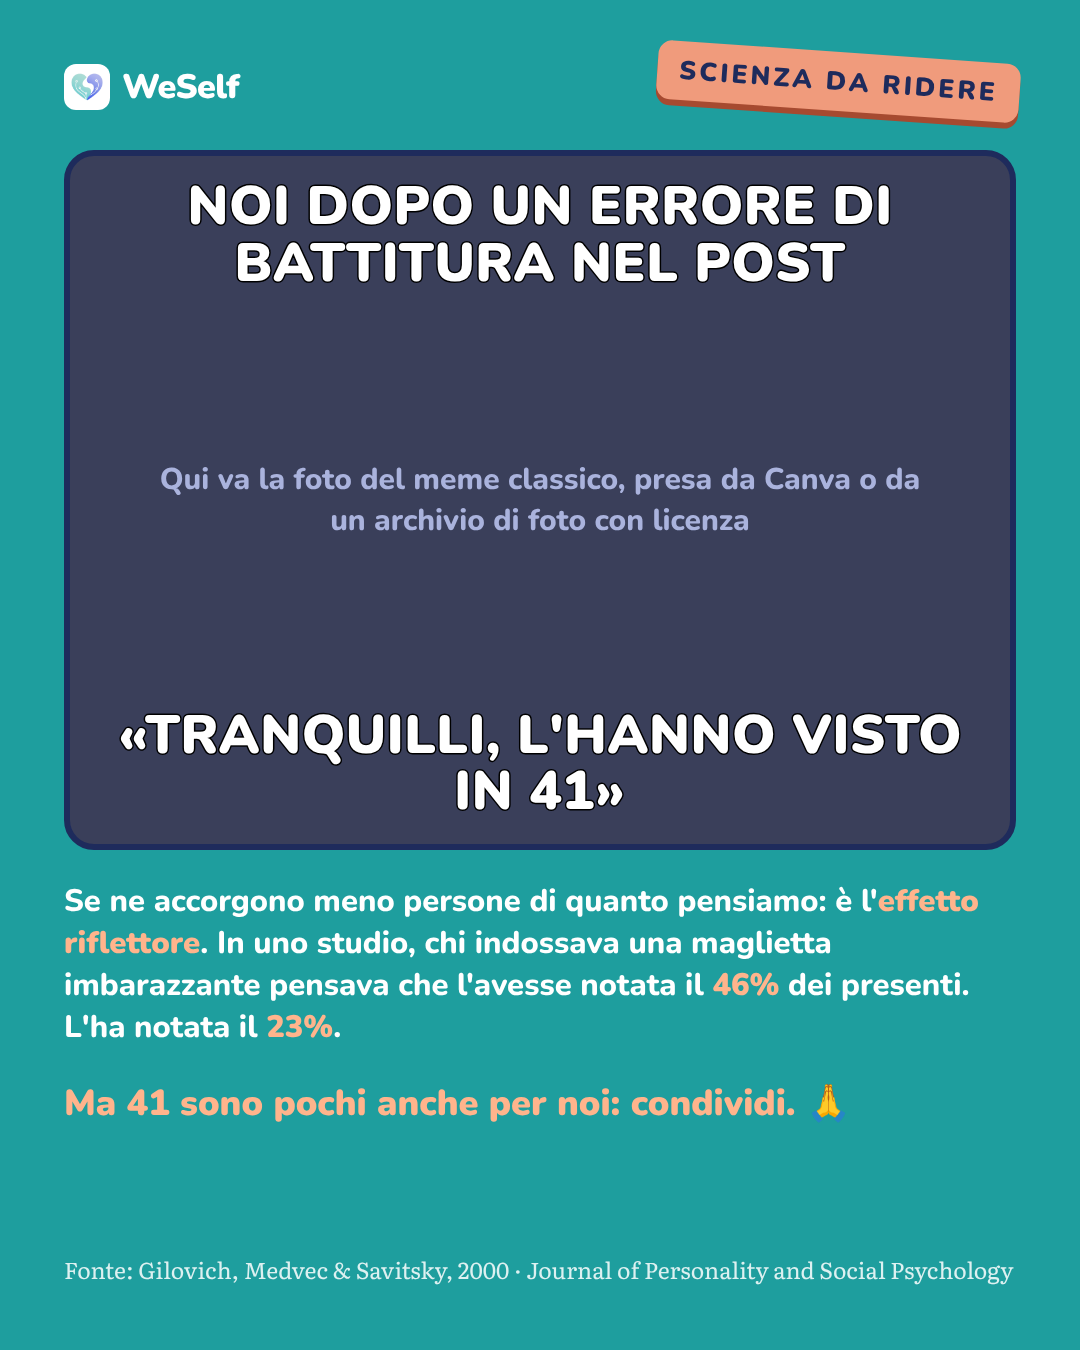 WeSelf
SCIENZA DA RIDERE
NOI DOPO UN ERRORE DI
BATTITURA NEL POST
Qui va la foto del meme classico, presa da Canva o da
un archivio di foto con licenza
«TRANQUILLI, L'HANNO VISTO
IN 41»
Se ne accorgono meno persone di quanto pensiamo: è l'effetto
riflettore. In uno studio, chi indossava una maglietta
imbarazzante pensava che l'avesse notata il 46% dei presenti.
L'ha notata il 23%.
Ma 41 sono pochi anche per noi: condividi. 🙏
Fonte: Gilovich, Medvec & Savitsky, 2000 · Journal of Personality and Social Psychology